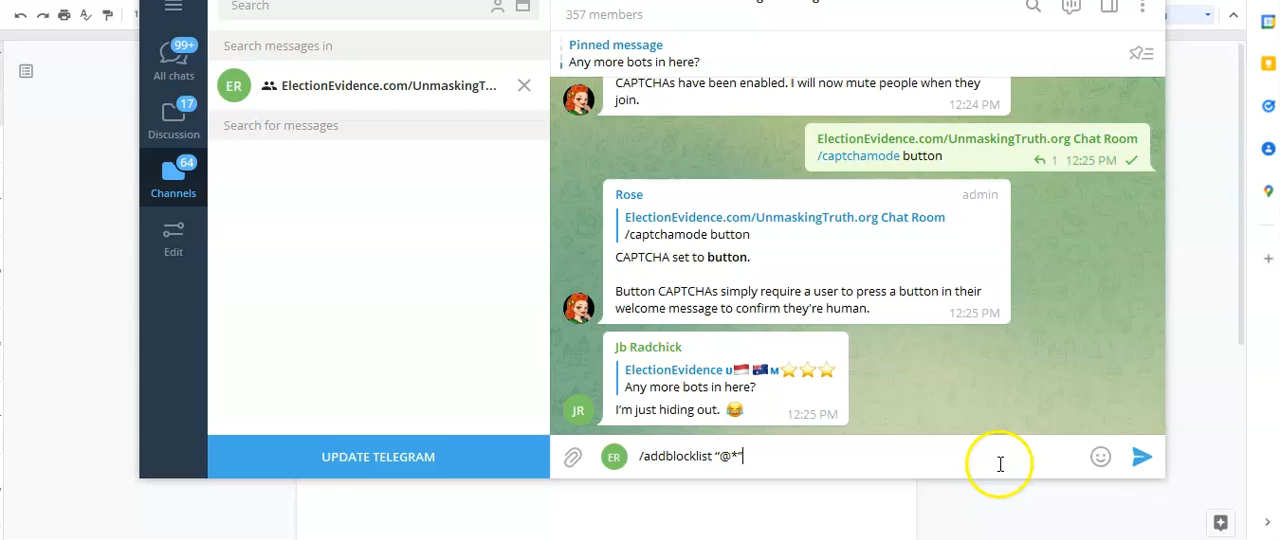 Search
357 members
Search messages in
Pinned message
Any more bots in here?
99+
All chats
ER
ElectionEvidence.com/UnmaskingT...
CAPTCHAs have been enabled. I will now mute people when they
join.
12:24 PM
17
Discussion
Search for messages
ElectionEvidence.com/UnmaskingTruth.org Chat Room
/captchamode button
1 12:25 PM
64
Channels
Rose
admin
ElectionEvidence.com/UnmaskingTruth.org Chat Room
/captchamode button
Edit
CAPTCHA set to button.
Button CAPTCHAs simply require a user to press a button in their
welcome message to confirm they're human.
12:25 PM
Jb Radchick
ElectionEvidence
Any more bots in here?
JR
I'm just hiding out. 😂
12:25 PM
UPDATE TELEGRAM
ER
/addblocklist “@*”